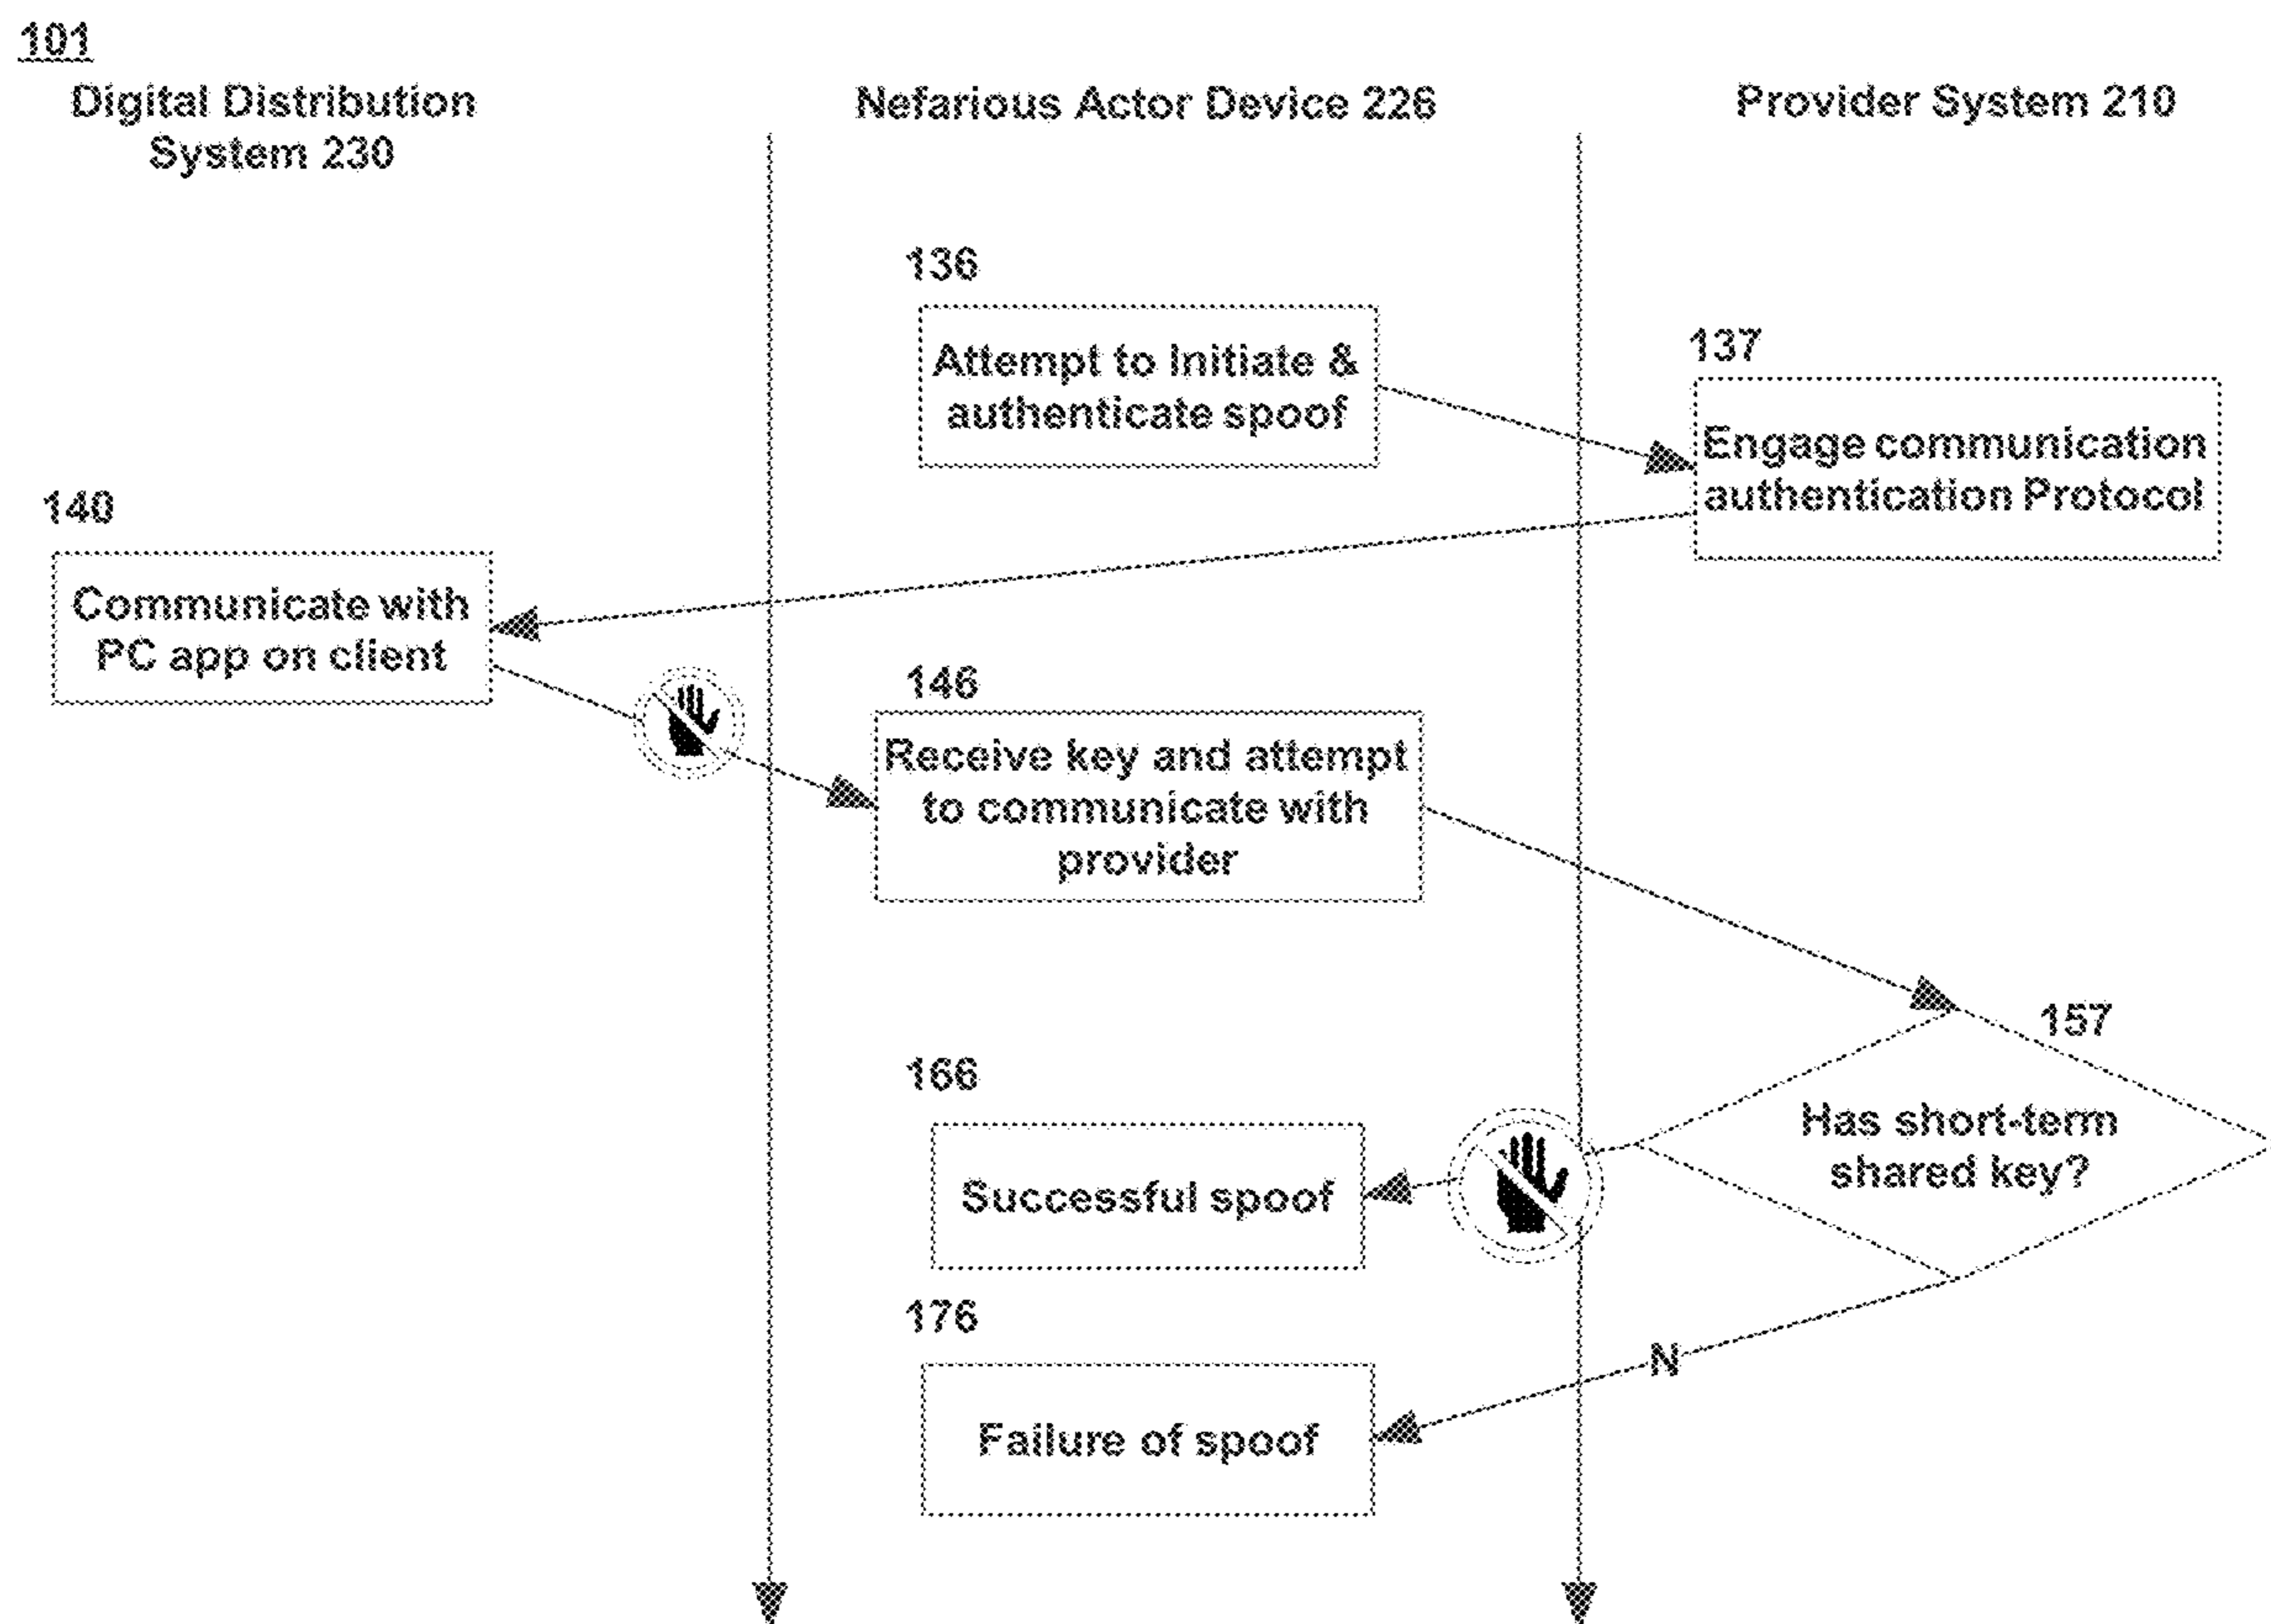 101
Digital Distribution
System 230
Nefarious Actor Device 226
Provider System 210
136
Attempt to Initiate &
authenticate spoof
137
Engage communication
authentication Protocol
140
Communicate with
PC app on client
146
Receive key and attempt
to communicate with
provider
157
Has short-term
shared key?
166
Successful spoof
176
N
Failure of spoof